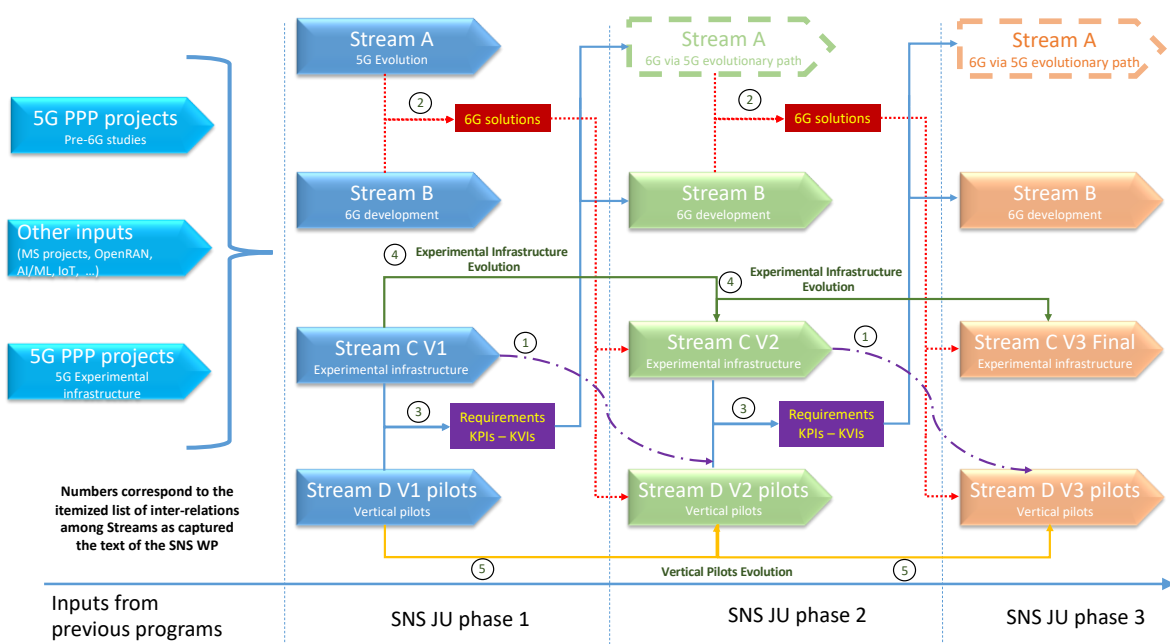 Stream A
5G Evolution
Stream A
6G via 5G evolutionary path
Stream A
6G via 5G evolutionary path
5G PPP projects
Pre-6G studies
2
6G solutions
2
6G solutions
Stream B
6G development
Stream B
6G development
Stream B
6G development
Other inputs
(MS projects, OpenRAN,
AI/ML, IoT, …)
4
Experimental Infrastructure
Evolution
4
Experimental Infrastructure
Evolution
5G PPP projects
5G Experimental
infrastructure
Stream C V1
Experimental infrastructure
1
Stream C V2
Experimental infrastructure
1
Stream C V3 Final
Experimental infrastructure
3
Requirements
KPIs – KVIs
3
Requirements
KPIs – KVIs
Stream D V1 pilots
Vertical pilots
Stream D V2 pilots
Vertical pilots
Stream D V3 pilots
Vertical pilots
Numbers correspond to the
itemized list of inter-relations
among Streams as captured
the text of the SNS WP
5
Vertical Pilots Evolution
5
Inputs from
previous programs
SNS JU phase 1
SNS JU phase 2
SNS JU phase 3